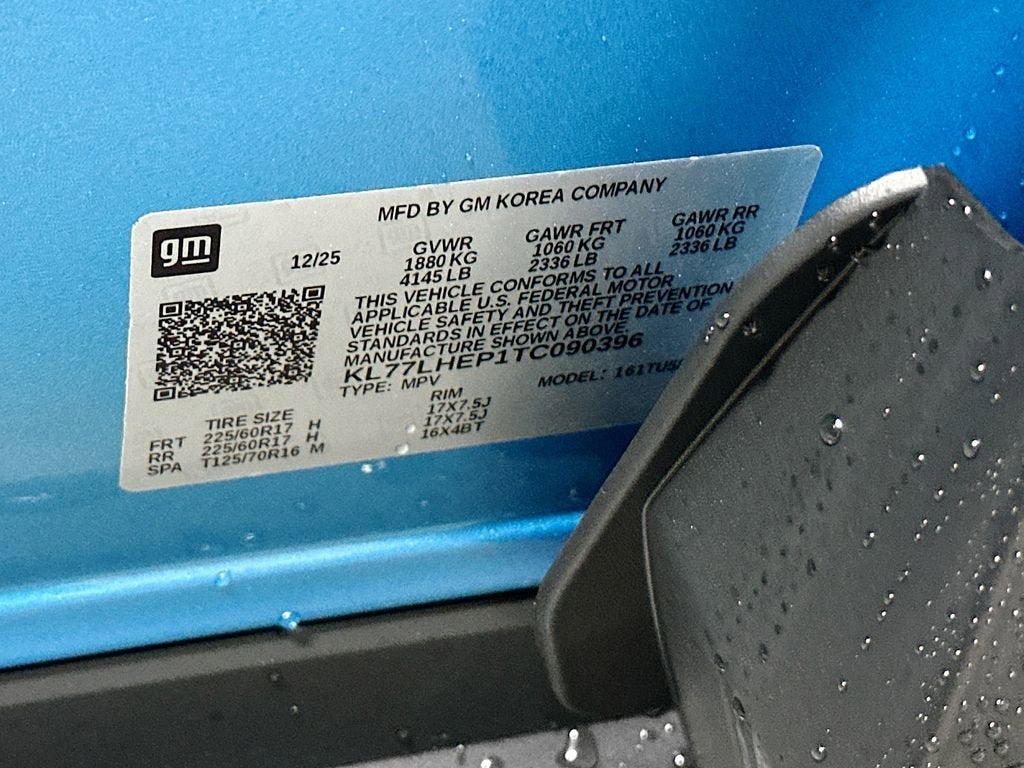 MFD BY GM KOREA COMPANY
gm
12/25
GVWR GAWR FRT GAWR RR
1880 KG 1060 KG 1060 KG
4145 LB 2336 LB 2336 LB
THIS VEHICLE CONFORMS TO ALL
APPLICABLE U.S. FEDERAL MOTOR
VEHICLE SAFETY AND THEFT PREVENTION
STANDARDS IN EFFECT ON THE DATE OF
MANUFACTURE SHOWN ABOVE.
KL77LHEP1TC090396
TYPE: MPV MODEL:
TIRE SIZE RIM
FRT 225/60R17 H 17X7.5J
RR 225/60R17 H 17X7.5J
SPA T125/70R16 M 16X4BT